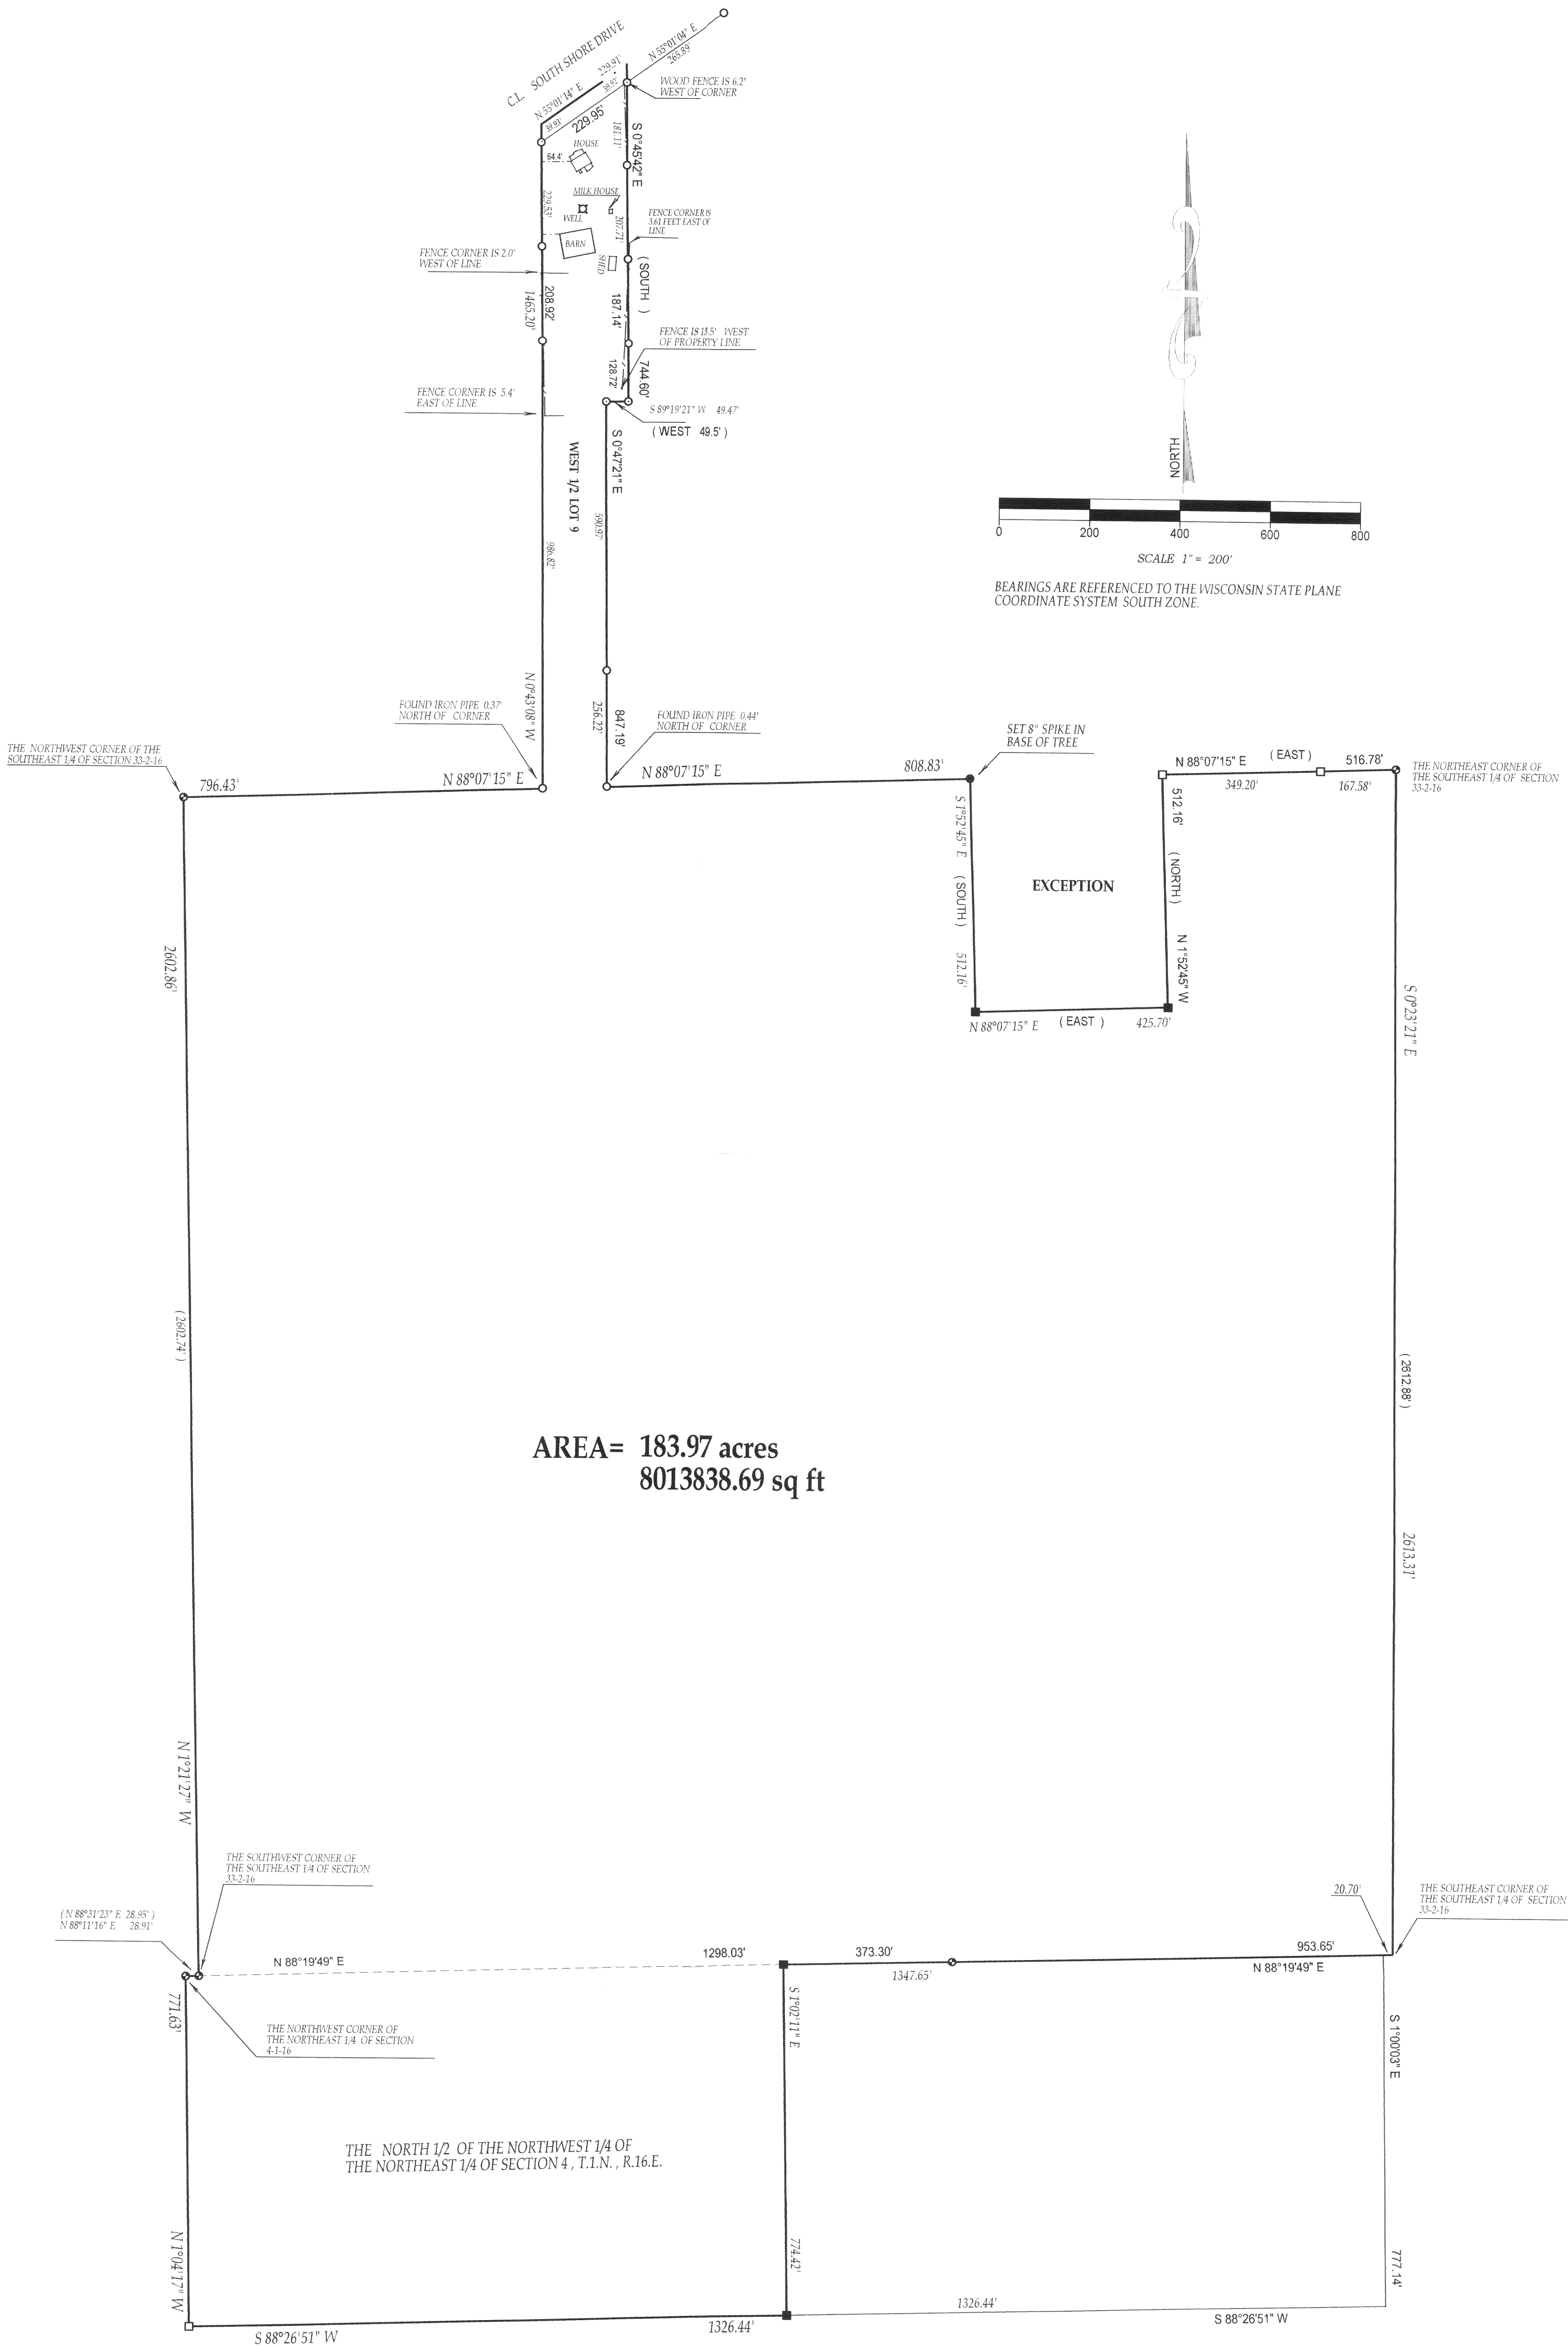 N 55°01'04" E
265.89'
C.L. SOUTH SHORE DRIVE
229.91'
N 55°01'14" E
39.92'
39.93'
229.95'
WOOD FENCE IS 6.2'
WEST OF CORNER
181.11'
S 0°45'42" E
HOUSE
64.4'
MILK HOUSE
229.53'
WELL
207.71'
FENCE CORNER IS
3.61 FEET EAST OF
LINE
BARN
SHED
FENCE CORNER IS 2.0'
WEST OF LINE
( SOUTH )
208.92'
1465.20'
187.14'
FENCE IS 13.5' WEST
OF PROPERTY LINE
128.72'
744.60'
FENCE CORNER IS 5.4'
EAST OF LINE
S 89°19'21" W 49.47'
( WEST 49.5' )
S 0°47'21" E
WEST 1/2 LOT 9
590.97'
986.82'
NORTH
0 200 400 600 800
SCALE 1" = 200'
BEARINGS ARE REFERENCED TO THE WISCONSIN STATE PLANE
COORDINATE SYSTEM SOUTH ZONE.
N 0°43'08" W
FOUND IRON PIPE 0.37'
NORTH OF CORNER
256.22'
847.19'
FOUND IRON PIPE 0.44'
NORTH OF CORNER
SET 8" SPIKE IN
BASE OF TREE
THE NORTHWEST CORNER OF THE
SOUTHEAST 1/4 OF SECTION 33-2-16
796.43'
N 88°07'15" E
N 88°07'15" E
808.83'
N 88°07'15" E
( EAST )
516.78'
349.20'
167.58'
THE NORTHEAST CORNER OF
THE SOUTHEAST 1/4 OF SECTION
33-2-16
S 1°52'45" E
( SOUTH )
512.16'
EXCEPTION
512.16'
( NORTH )
N 1°52'45" W
N 88°07'15" E
( EAST )
425.70'
2602.86'
S 0°23'21" E
( 2602.74' )
( 2612.88' )
AREA= 183.97 acres
8013838.69 sq ft
2613.31'
N 1°21'27" W
THE SOUTHWEST CORNER OF
THE SOUTHEAST 1/4 OF SECTION
33-2-16
( N 88°31'23" E 28.95' )
N 88°11'16" E 28.91'
20.70'
THE SOUTHEAST CORNER OF
THE SOUTHEAST 1/4 OF SECTION
33-2-16
N 88°19'49" E
1298.03'
373.30'
1347.65'
953.65'
N 88°19'49" E
771.63'
THE NORTHWEST CORNER OF
THE NORTHEAST 1/4 OF SECTION
4-1-16
S 1°02'11" E
S 1°00'03" E
THE NORTH 1/2 OF THE NORTHWEST 1/4 OF
THE NORTHEAST 1/4 OF SECTION 4 , T.1.N. , R.16.E.
N 1°04'17" W
774.42'
777.14'
S 88°26'51" W
1326.44'
1326.44'
S 88°26'51" W